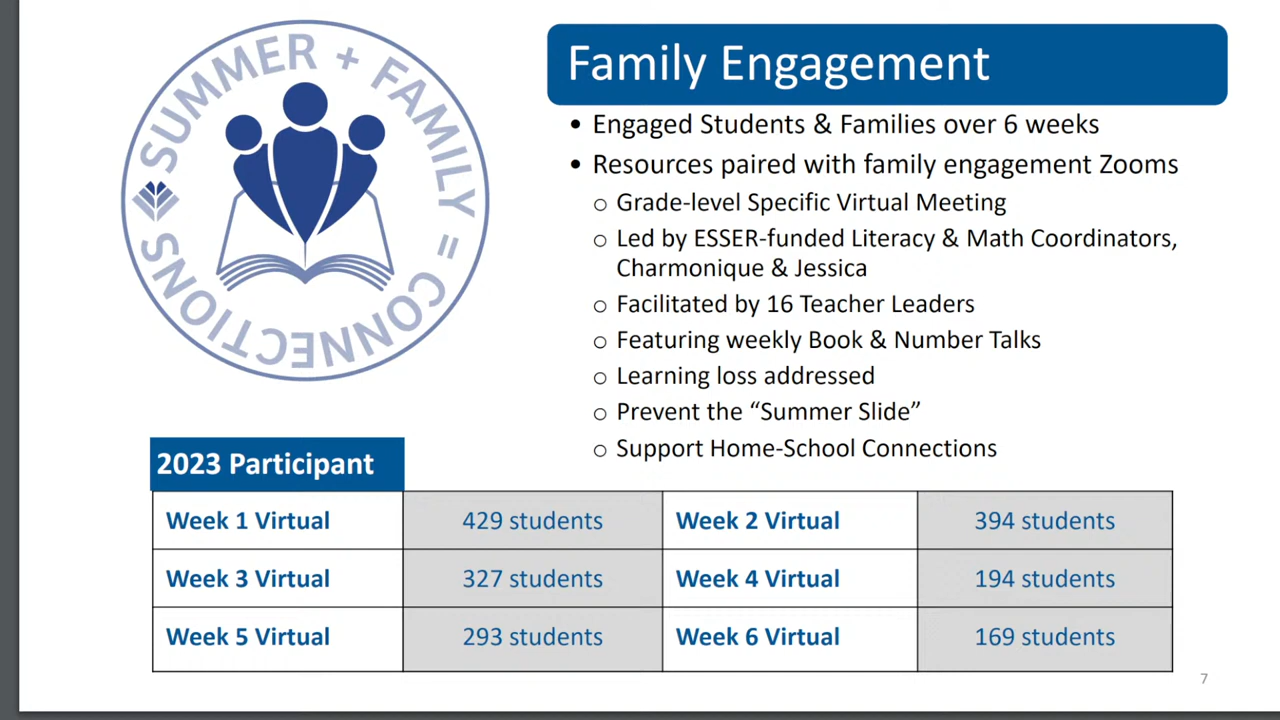 SUMMER + FAMILY = CONNECTIONS
Family Engagement
• Engaged Students & Families over 6 weeks
• Resources paired with family engagement Zooms
o Grade-level Specific Virtual Meeting
o Led by ESSER-funded Literacy & Math Coordinators,
Charmonique & Jessica
o Facilitated by 16 Teacher Leaders
o Featuring weekly Book & Number Talks
o Learning loss addressed
o Prevent the “Summer Slide”
o Support Home-School Connections
2023 Participant
Week 1 Virtual 429 students Week 2 Virtual 394 students
Week 3 Virtual 327 students Week 4 Virtual 194 students
Week 5 Virtual 293 students Week 6 Virtual 169 students
7